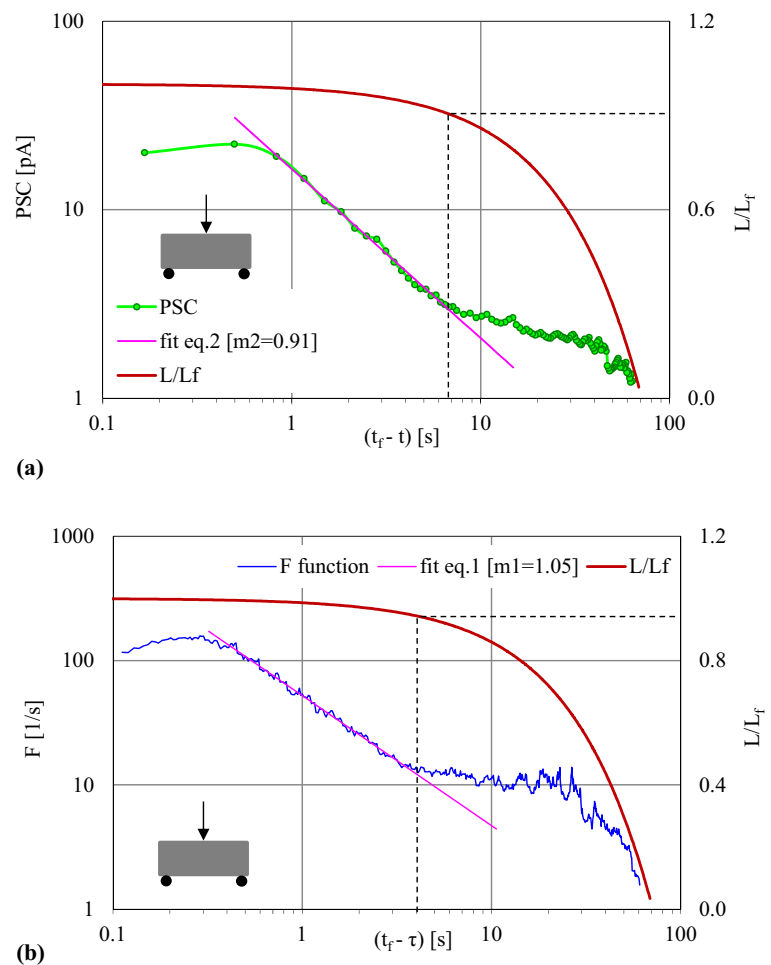 100
10
1
PSC [pA]
1.2
0.6
0.0
L/Lf
PSC
fit eq.2 [m2=0.91]
L/Lf
0.1 1 10 100
(tf - t) [s]
(a)
1000
100
10
1
F [1/s]
F function fit eq.1 [m1=1.05] L/Lf
1.2
0.8
0.4
0.0
L/Lf
0.1 1 10 100
(tf - τ) [s]
(b)